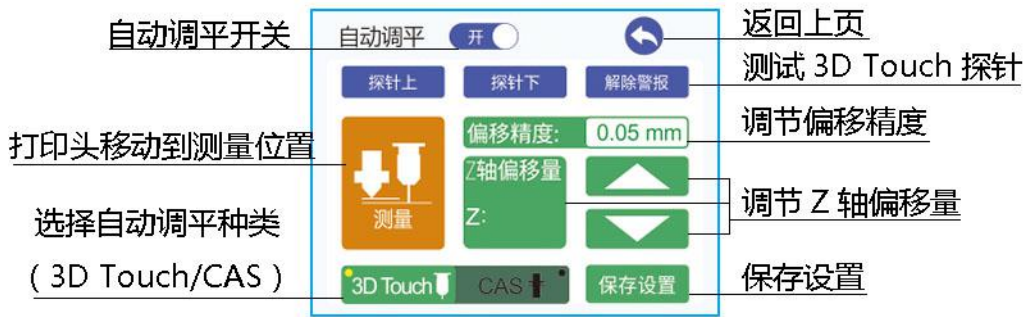 自动调平开关
自动调平 开
返回上页
探针上 探针下 解除警报
测试 3D Touch 探针
打印头移动到测量位置
测量
偏移精度: 0.05 mm
调节偏移精度
Z轴偏移量
Z:
调节 Z 轴偏移量
选择自动调平种类
( 3D Touch/CAS )
3D Touch CAS 保存设置
保存设置